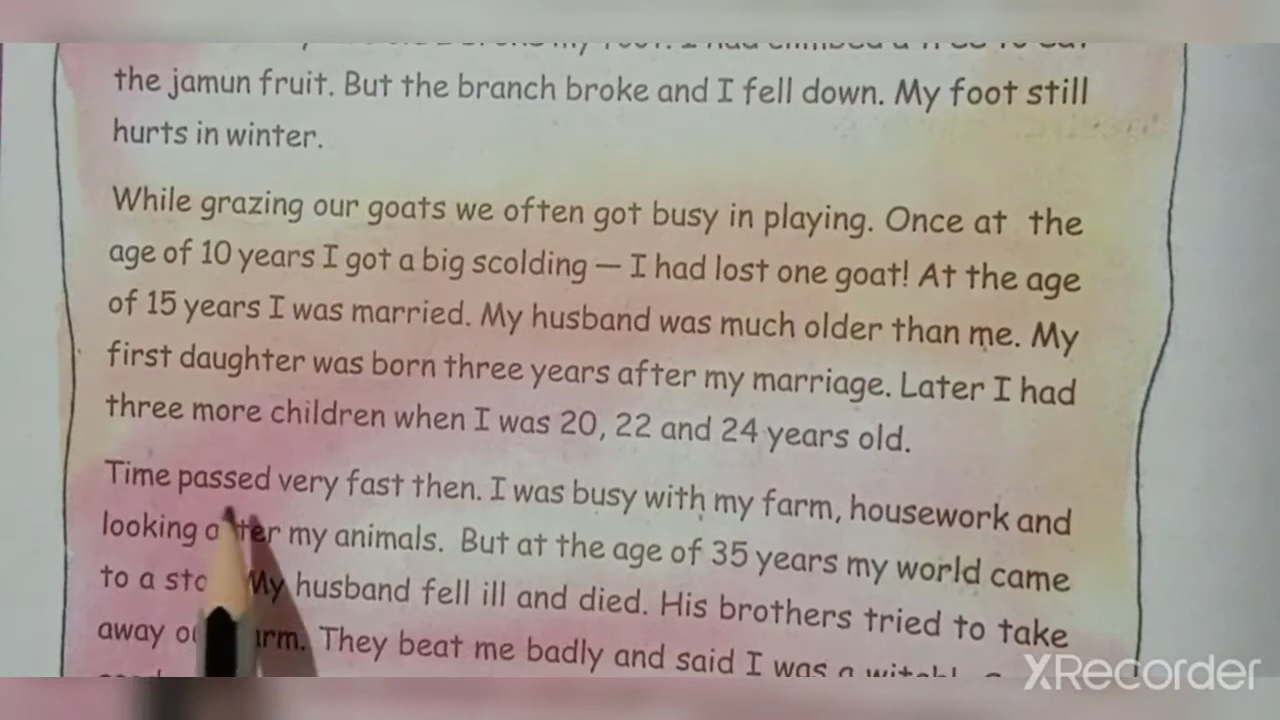 the jamun fruit. But the branch broke and I fell down. My foot still
hurts in winter.
While grazing our goats we often got busy in playing. Once at the
age of 10 years I got a big scolding — I had lost one goat! At the age
of 15 years I was married. My husband was much older than me. My
first daughter was born three years after my marriage. Later I had
three more children when I was 20, 22 and 24 years old.
Time passed very fast then. I was busy with my farm, housework and
looking after my animals. But at the age of 35 years my world came
to a My husband fell ill and died. His brothers tried to take
away They beat me badly and said I was a
XRecorder